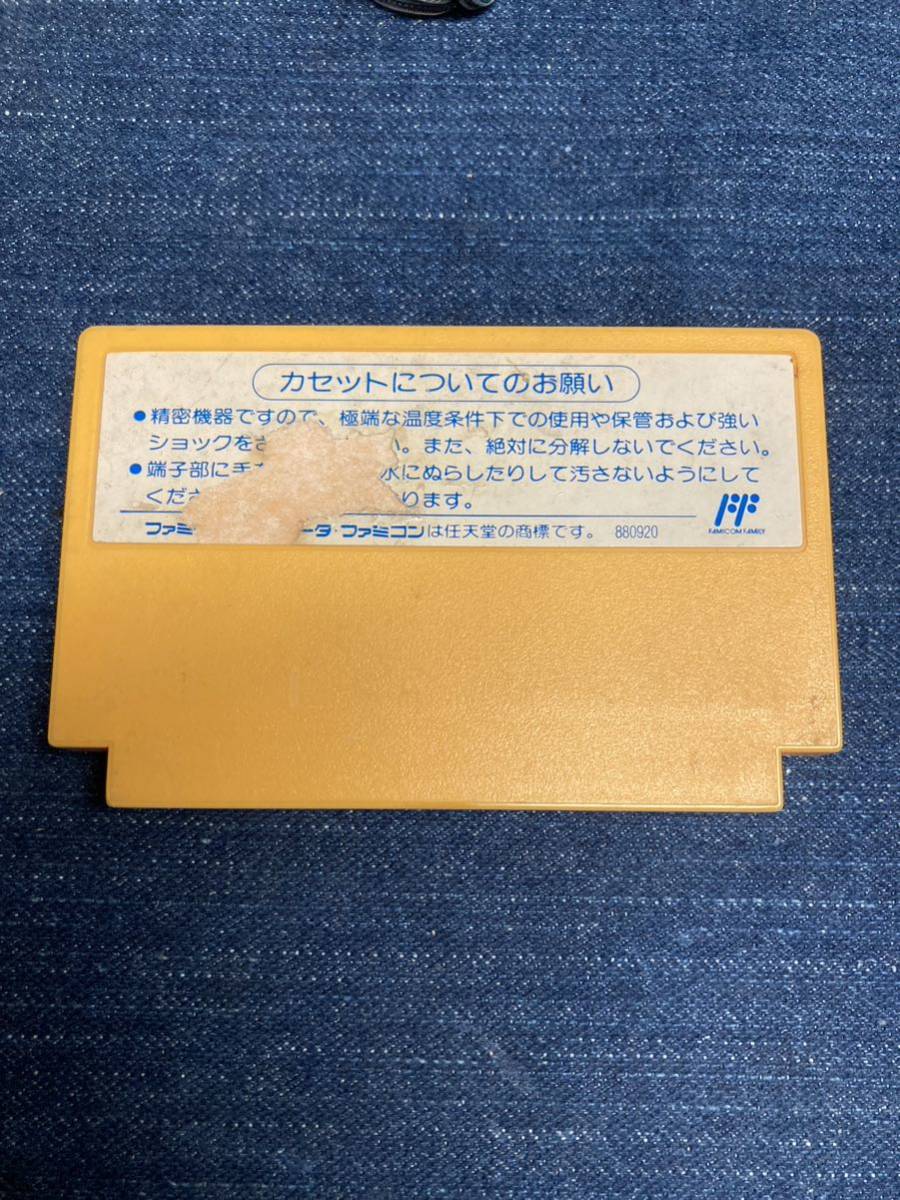 カセットについてのお願い
●精密機器ですので、極端な温度条件下での使用や保管および強い
ショックをさ い。また、絶対に分解しないでください。
●端子部に手 水にぬらしたりして汚さないようにして
くださ ります。
ファミ ータ・ファミコンは任天堂の商標です。 880920
FAMICOM FAMILY